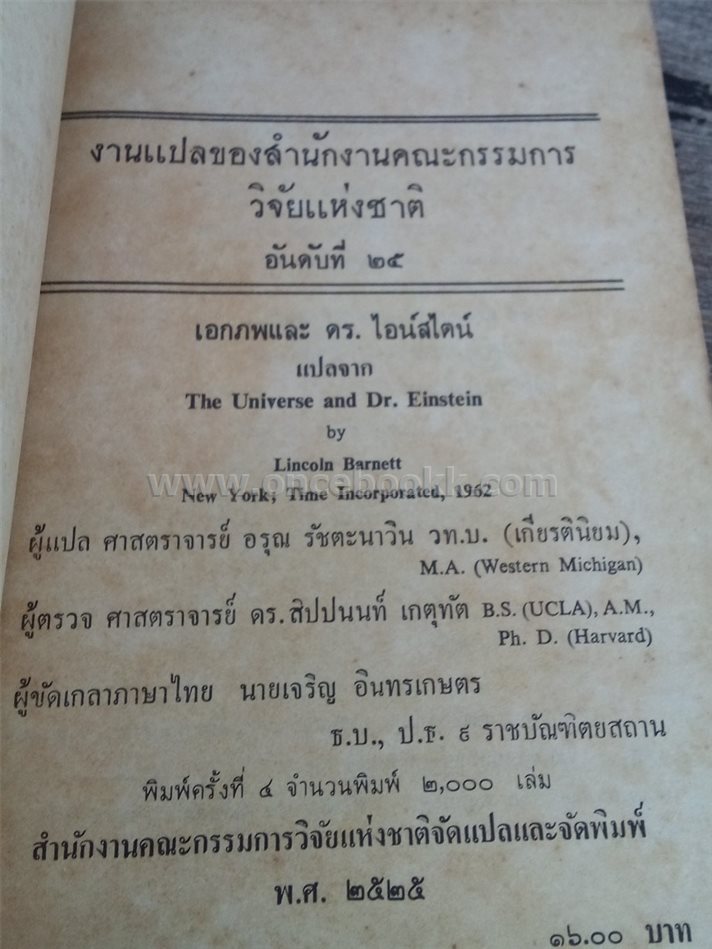 งานแปลของสำนักงานคณะกรรมการ
วิจัยแห่งชาติ
อันดับที่ ๒๕
เอกภพและ ดร. ไอน์สไตน์
แปลจาก
The Universe and Dr. Einstein
by
Lincoln Barnett
www.oncebookk.com
New York; Time Incorporated, 1962
ผู้แปล ศาสตราจารย์ อรุณ รัชตะนาวิน วท.บ. (เกียรตินิยม),
M.A. (Western Michigan)
ผู้ตรวจ ศาสตราจารย์ ดร. สิปปนนท์ เกตุทัต B.S. (UCLA), A.M.,
Ph. D. (Harvard)
ผู้ขัดเกลาภาษาไทย นายเจริญ อินทรเกษตร
ธ.บ., ป.ธ. ๙ ราชบัณฑิตยสถาน
พิมพ์ครั้งที่ ๔ จำนวนพิมพ์ ๒,๐๐๐ เล่ม
สำนักงานคณะกรรมการวิจัยแห่งชาติจัดแปลและจัดพิมพ์
พ.ศ. ๒๕๒๕
๑๖.๐๐ บาท